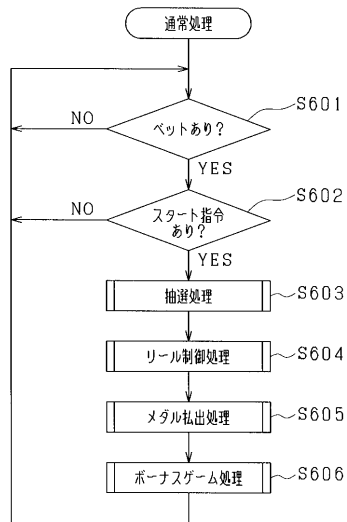 通常処理
S601
ベットあり?
NO
YES
S602
スタート指令
あり?
NO
YES
抽選処理
S603
リール制御処理
S604
メダル払出処理
S605
ボーナスゲーム処理
S606